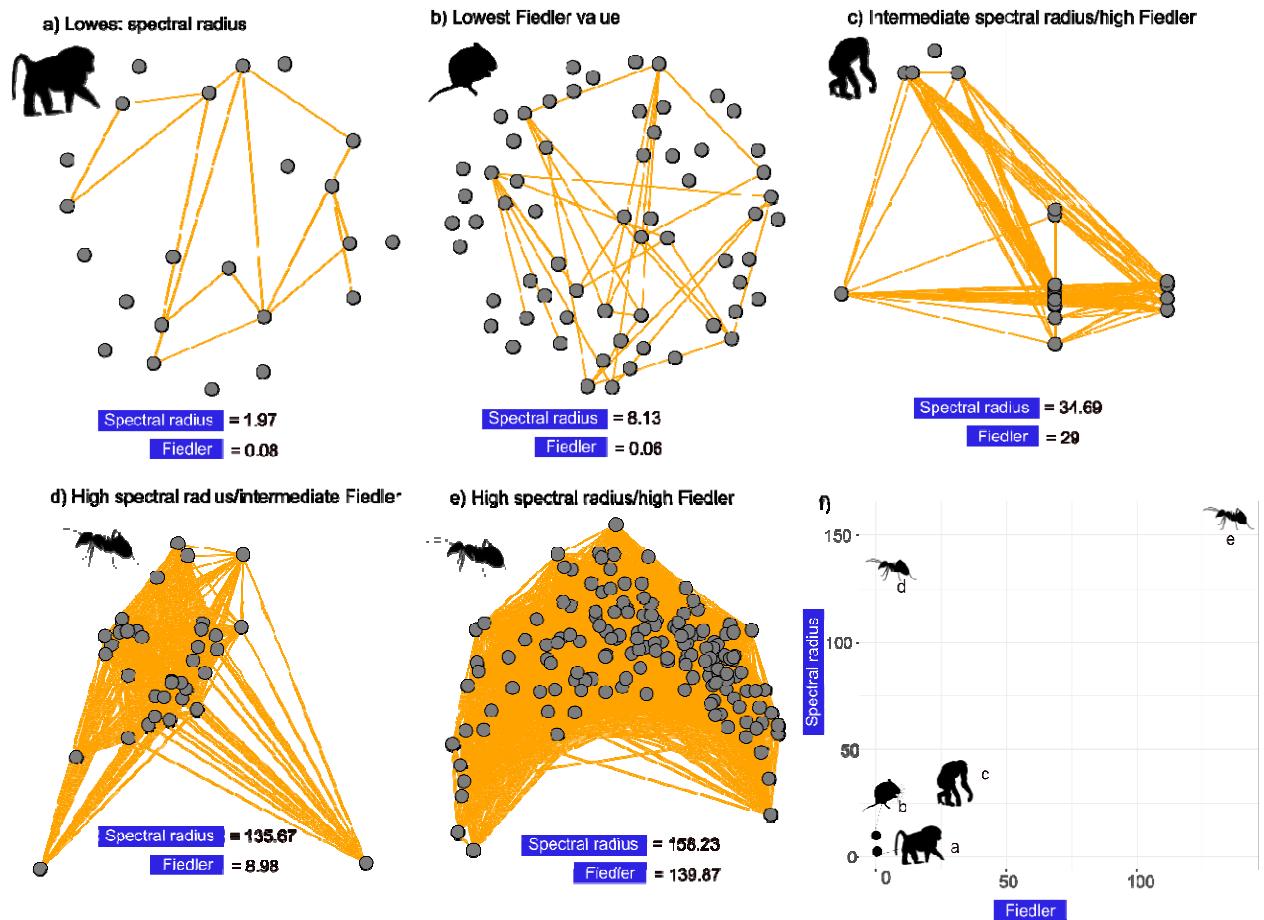 a) Lowest spectral radius
b) Lowest Fiedler value
c) Intermediate spectral radius/high Fiedler
Spectral radius = 1.97
Fiedler = 0.08
Spectral radius = 8.13
Fiedler = 0.06
Spectral radius = 34.69
Fiedler = 29
d) High spectral rad us/intermediate Fiedler
e) High spectral radius/high Fiedler
f)
Spectral radius = 135.67
Fiedler = 8.98
Spectral radius = 158.23
Fiedler = 139.87
150
100
50
0
Spectral radius
e
d
c
b
a
0
50
100
Fiedler